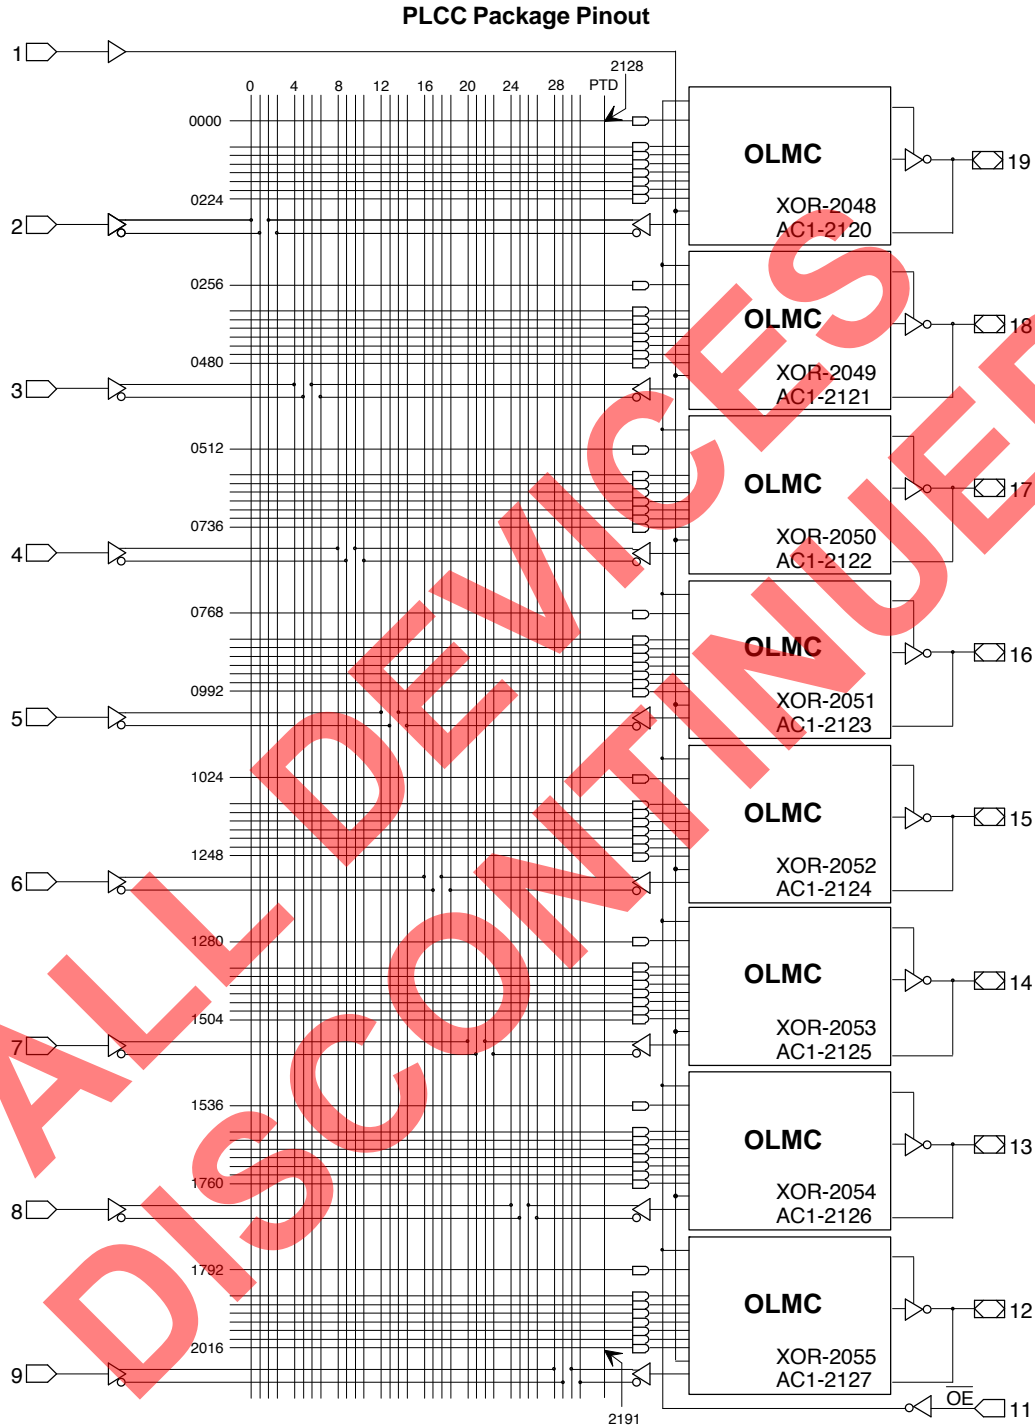 PLCC Package Pinout
1
2128
0 4 8 12 16 20 24 28 PTD
0000
OLMC
19
0224
XOR-2048
AC1-2120
2
0256
OLMC
18
0480
XOR-2049
AC1-2121
3
0512
OLMC
17
0736
XOR-2050
AC1-2122
4
0768
OLMC
16
0992
XOR-2051
AC1-2123
5
1024
OLMC
15
1248
XOR-2052
AC1-2124
6
1280
OLMC
14
1504
XOR-2053
AC1-2125
7
1536
OLMC
13
1760
XOR-2054
AC1-2126
8
1792
OLMC
12
2016
XOR-2055
AC1-2127
9
OE
11
2191
ALL DEVICES
DISCONTINUED